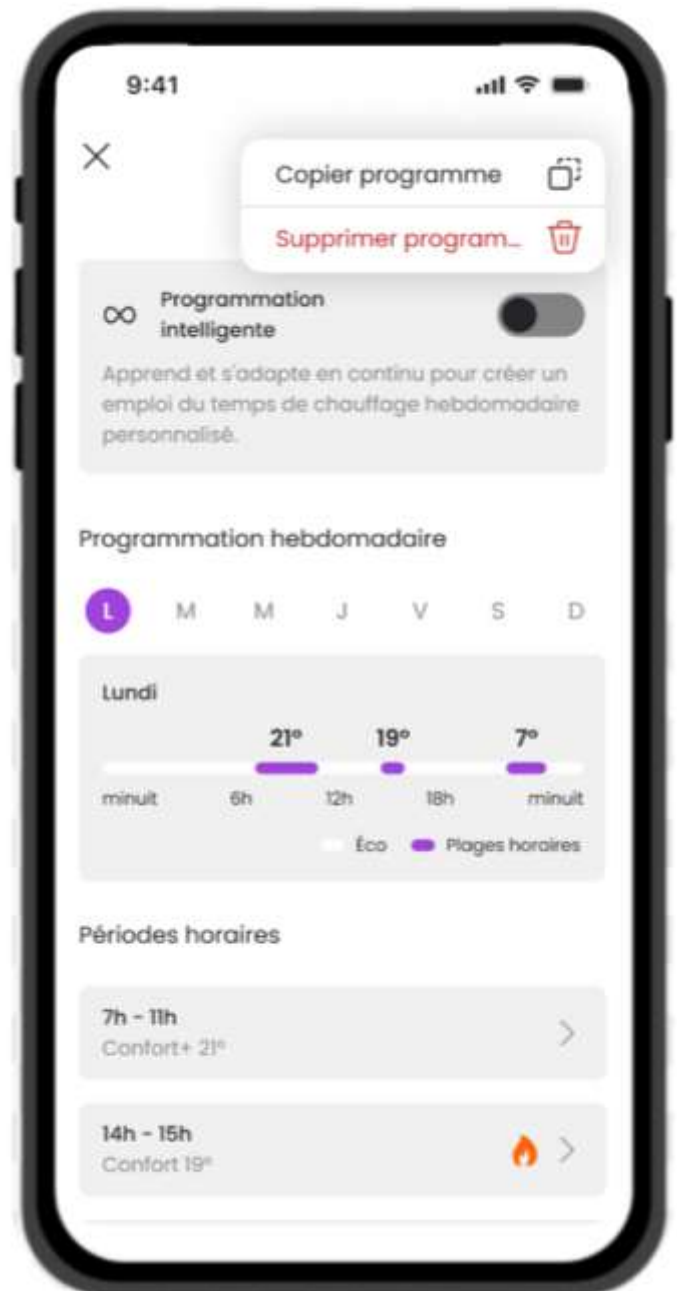 9:41
Copier programme
Supprimer program...
Programmation
intelligente
Apprend et s'adapte en continu pour créer un
emploi du temps de chauffage hebdomadaire
personnalisé.
Programmation hebdomadaire
L M M J V S D
Lundi
21° 19° 7°
minuit 6h 12h 18h minuit
Éco Plages horaires
Périodes horaires
7h - 11h
Confort+ 21°
14h - 15h
Confort 19°